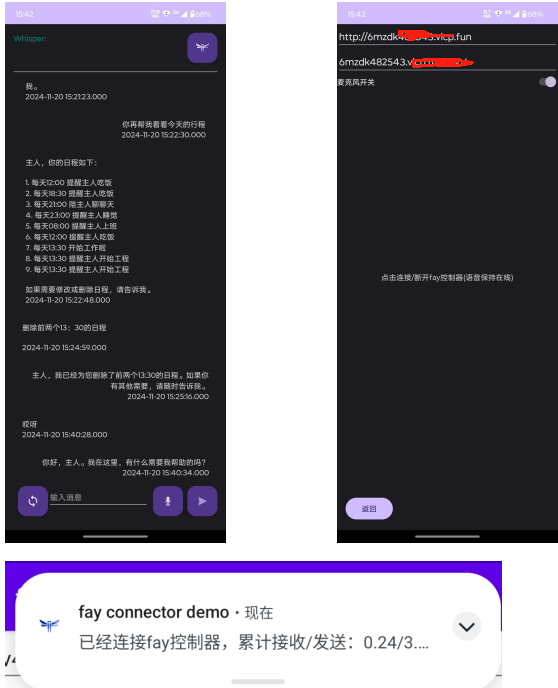 15:42
68%
Whisper:
我。
2024-11-20 15:21:23.000
你再帮我看看今天的行程
2024-11-20 15:22:30.000
主人，你的日程如下：
1. 每天12:00 提醒主人吃饭
2. 每天18:30 提醒主人吃饭
3. 每天21:00 陪主人聊聊天
4. 每天23:00 提醒主人睡觉
5. 每天08:00 提醒主人上班
6. 每天12:00 提醒主人吃饭
7. 每天13:30 开始工作啦
8. 每天13:30 提醒主人开始工程
9. 每天13:30 提醒主人开始工程
如果需要修改或删除日程，请告诉我。
2024-11-20 15:22:48.000
删除前两个13：30的日程
2024-11-20 15:24:59.000
主人，我已经为您删除了前两个13:30的日程。如果你
有其他需要，请随时告诉我。
2024-11-20 15:25:16.000
哎呀
2024-11-20 15:40:28.000
你好，主人。我在这里，有什么需要我帮助的吗？
2024-11-20 15:40:34.000
输入消息
15:42
68%
http://6mzdk4 vicp.fun
6mzdk482543.v
麦克风开关
点击连接/断开fay控制器(语音保持在线)
返回
fay connector demo · 现在
已经连接fay控制器，累计接收/发送：0.24/3....